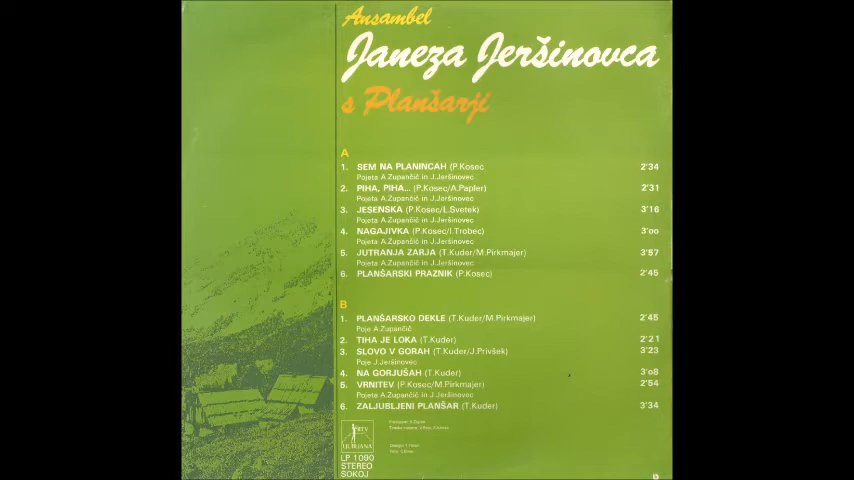 Ansambel
Janeza Jeršinovca
s Planšarji
A
1. SEM NA PLANINCAH (P.Kosec 2'34
Pojeta A.Zupančič in J.Jeršinovec
2. PIHA, PIHA... (P.Kosec/A.Papler) 2'31
Pojeta A.Zupančič in J.Jeršinovec
3. JESENSKA (P.Kosec/L.Svetek) 3'16
Pojeta A.Zupančič in J.Jeršinovec
4. NAGAJIVKA (P.Kosec/I.Trobec) 3'oo
Pojeta A.Zupančič in J.Jeršinovec
5. JUTRANJA ZARJA (T.Kuder/M.Pirkmajer) 3'57
Pojeta A.Zupančič in J.Jeršinovec
6. PLANŠARSKI PRAZNIK (P.Kosec) 2'45
B
1. PLANŠARSKO DEKLE (T.Kuder/M.Pirkmajer) 2'45
Poje A.Zupančič
2. TIHA JE LOKA (T.Kuder) 2'21
3. SLOVO V GORAH (T.Kuder/J.Privšek) 3'23
Poje J.Jeršinovec
4. NA GORJUŠAH (T.Kuder) 3'o8
5. VRNITEV (P.Kosec/M.Pirkmajer) 2'54
Pojeta A.Zupančič in J Jeršinovec
6. ZALJUBLJENI PLANŠAR (T.Kuder) 3'34
RTV
LJUBLJANA
LP 1090
STEREO
SOKOJ